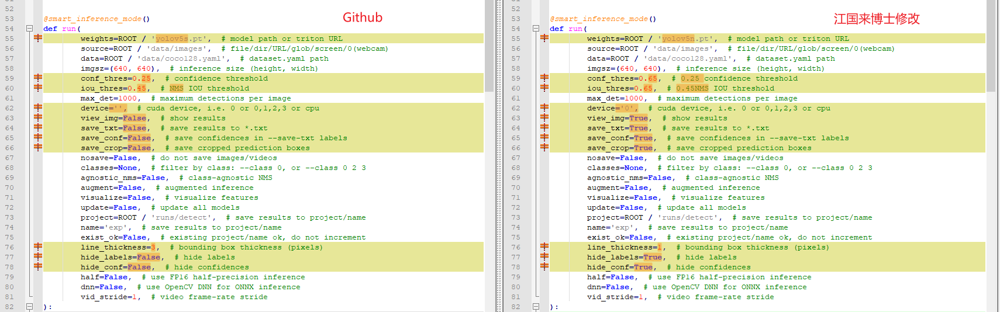 Github
52
53 @smart_inference_mode()
54 def run(
55 weights=ROOT / 'yolov5s.pt',  # model path or triton URL
56 source=ROOT / 'data/images',  # file/dir/URL/glob/screen/0(webcam)
57 data=ROOT / 'data/coco128.yaml',  # dataset.yaml path
58 imgsz=(640, 640),  # inference size (height, width)
59 conf_thres=0.25,  # confidence threshold
60 iou_thres=0.45,  # NMS IOU threshold
61 max_det=1000,  # maximum detections per image
62 device='',  # cuda device, i.e. 0 or 0,1,2,3 or cpu
63 view_img=False,  # show results
64 save_txt=False,  # save results to *.txt
65 save_conf=False,  # save confidences in --save-txt labels
66 save_crop=False,  # save cropped prediction boxes
67 nosave=False,  # do not save images/videos
68 classes=None,  # filter by class: --class 0, or --class 0 2 3
69 agnostic_nms=False,  # class-agnostic NMS
70 augment=False,  # augmented inference
71 visualize=False,  # visualize features
72 update=False,  # update all models
73 project=ROOT / 'runs/detect',  # save results to project/name
74 name='exp',  # save results to project/name
75 exist_ok=False,  # existing project/name ok, do not increment
76 line_thickness=3,  # bounding box thickness (pixels)
77 hide_labels=False,  # hide labels
78 hide_conf=False,  # hide confidences
79 half=False,  # use FP16 half-precision inference
80 dnn=False,  # use OpenCV DNN for ONNX inference
81 vid_stride=1,  # video frame-rate stride
82 ):
江国来博士修改
52
53 @smart_inference_mode()
54 def run(
55 weights=ROOT / 'yolov5n.pt',  # model path or triton URL
56 source=ROOT / 'data/images',  # file/dir/URL/glob/screen/0(webcam)
57 data=ROOT / 'data/coco128.yaml',  # dataset.yaml path
58 imgsz=(640, 640),  # inference size (height, width)
59 conf_thres=0.65,  # 0.25 confidence threshold
60 iou_thres=0.65,  # 0.45NMS IOU threshold
61 max_det=1000,  # maximum detections per image
62 device='0',  # cuda device, i.e. 0 or 0,1,2,3 or cpu
63 view_img=True,  # show results
64 save_txt=True,  # save results to *.txt
65 save_conf=True,  # save confidences in --save-txt labels
66 save_crop=True,  # save cropped prediction boxes
67 nosave=False,  # do not save images/videos
68 classes=None,  # filter by class: --class 0, or --class 0 2 3
69 agnostic_nms=False,  # class-agnostic NMS
70 augment=False,  # augmented inference
71 visualize=False,  # visualize features
72 update=False,  # update all models
73 project=ROOT / 'runs/detect',  # save results to project/name
74 name='exp',  # save results to project/name
75 exist_ok=False,  # existing project/name ok, do not increment
76 line_thickness=1,  # bounding box thickness (pixels)
77 hide_labels=True,  # hide labels
78 hide_conf=True,  # hide confidences
79 half=False,  # use FP16 half-precision inference
80 dnn=False,  # use OpenCV DNN for ONNX inference
81 vid_stride=1,  # video frame-rate stride
82 ):